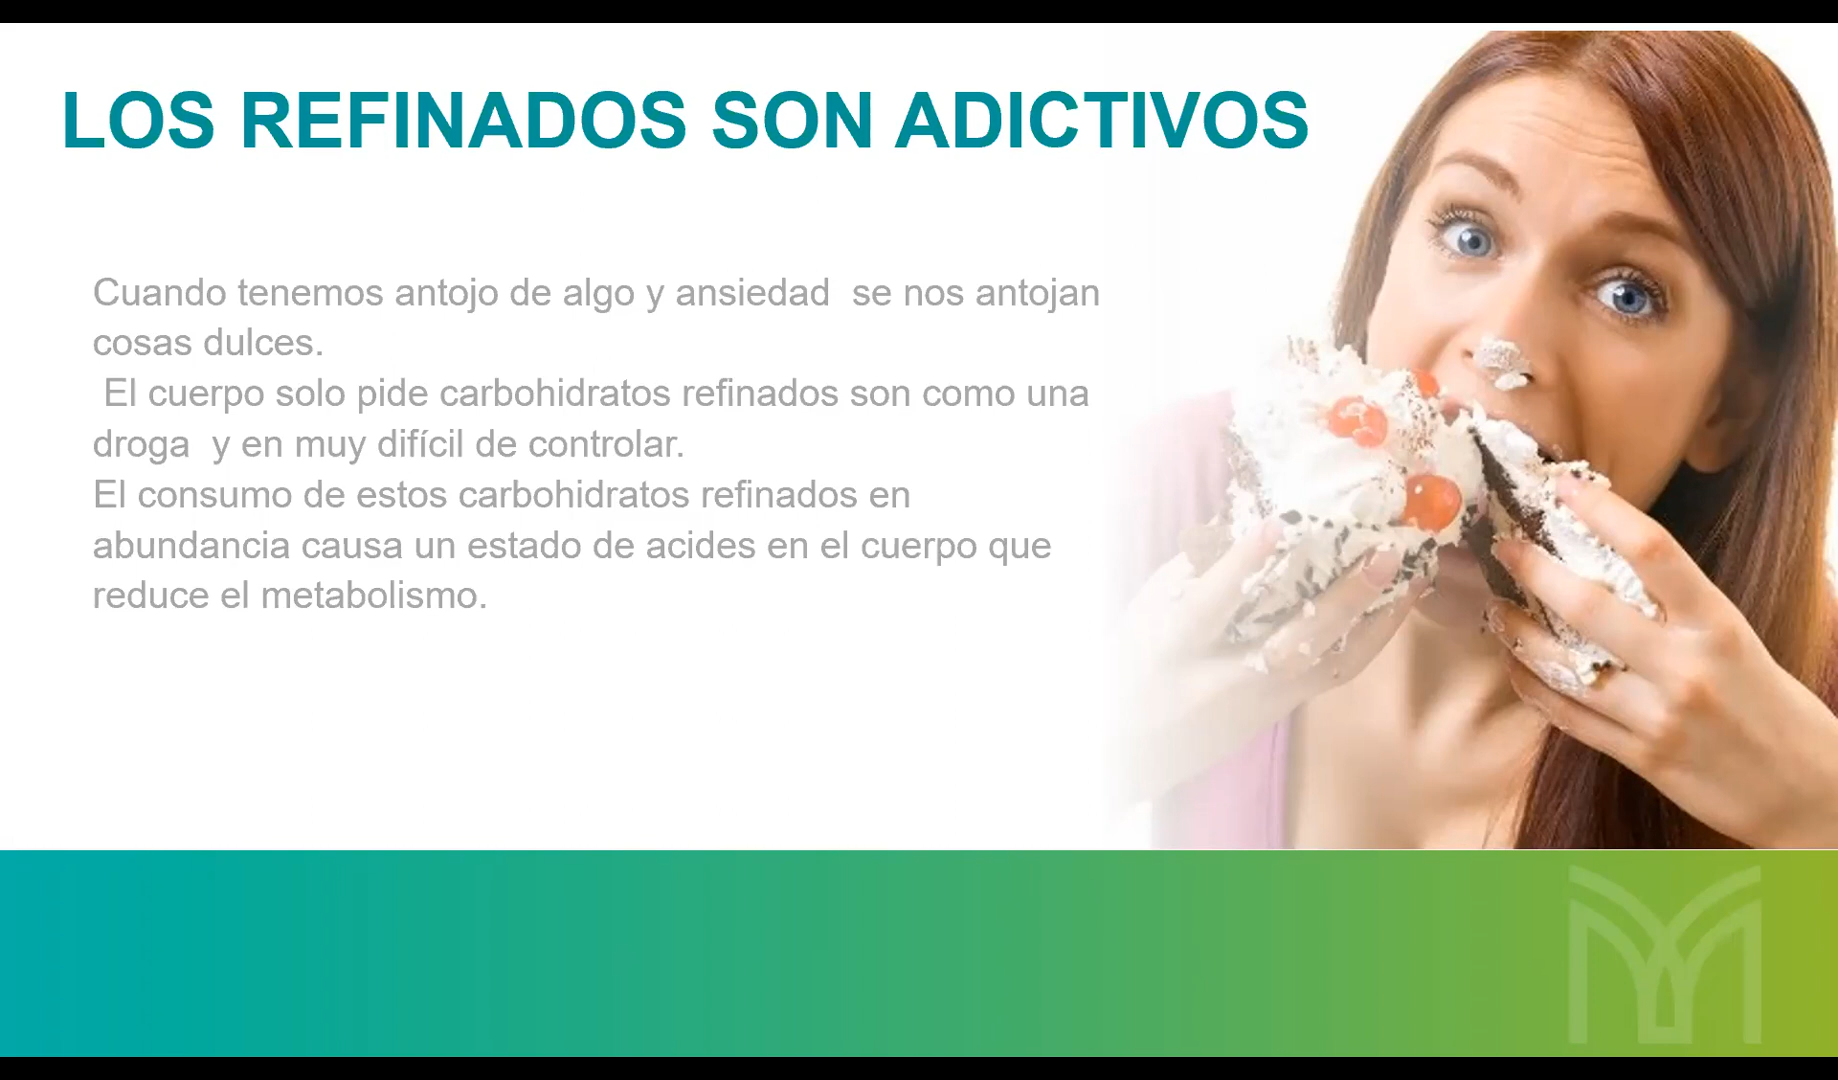 LOS REFINADOS SON ADICTIVOS
Cuando tenemos antojo de algo y ansiedad  se nos antojan
cosas dulces.
El cuerpo solo pide carbohidratos refinados son como una
droga  y en muy difícil de controlar.
El consumo de estos carbohidratos refinados en
abundancia causa un estado de acides en el cuerpo que
reduce el metabolismo.